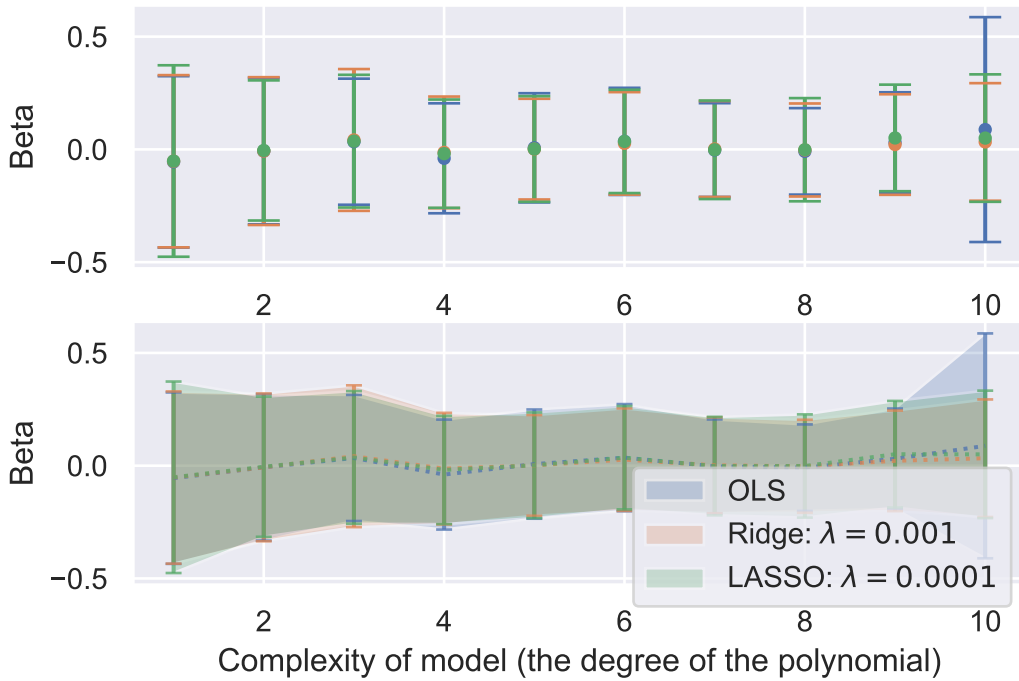 0.5
0.0
−0.5
Beta
2 4 6 8 10
0.5
0.0
−0.5
Beta
OLS
Ridge: λ = 0.001
LASSO: λ = 0.0001
2 4 6 8 10
Complexity of model (the degree of the polynomial)